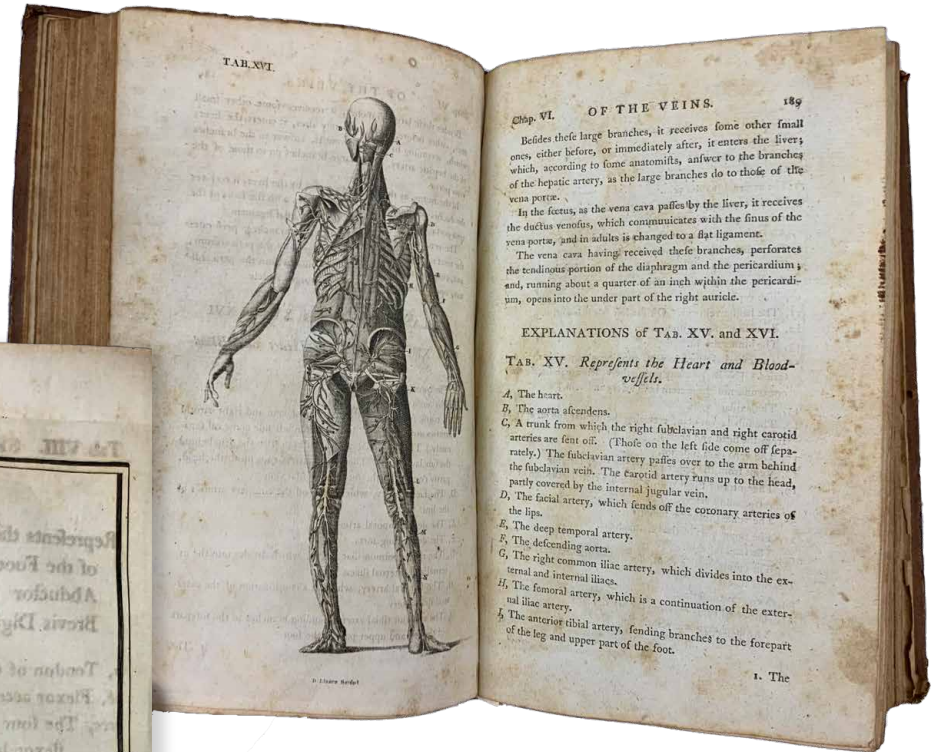 TAB. XVI.
Chap. VI. OF THE VEINS. 189
Beſides theſe large branches, it receives ſome other ſmall
ones, either before, or immediately after, it enters the liver;
which, according to ſome anatomiſts, anſwer to the branches
of the hepatic artery, as the large branches do to thoſe of the
vena portæ.
In the fœtus, as the vena cava paſſes by the liver, it receives
the ductus venoſus, which commuuicates with the ſinus of the
vena portæ, and in adults is changed to a flat ligament.
The vena cava having received theſe branches, perforates
the tendinous portion of the diaphragm and the pericardium;
and, running about a quarter of an inch within the pericardi-
um, opens into the under part of the right auricle.
EXPLANATIONS of TAB. XV. and XVI.
TAB. XV. Repreſents the Heart and Blood-
veſſels.
A, The heart.
B, The aorta aſcendens.
C, A trunk from which the right ſubclavian and right carotid
arteries are ſent off. (Thoſe on the left ſide come off ſepa-
rately.) The ſubclavian artery paſſes over to the arm behind
the ſubclavian vein. The carotid artery runs up to the head,
partly covered by the internal jugular vein.
D, The facial artery, which ſends off the coronary arteries of
the lips.
E, The deep temporal artery.
F, The deſcending aorta.
G, The right common iliac artery, which divides into the ex-
ternal and internal iliacs.
H, The femoral artery, which is a continuation of the exter-
nal iliac artery.
I, The anterior tibial artery, ſending branches to the forepart
of the leg and upper part of the foot.
1. The